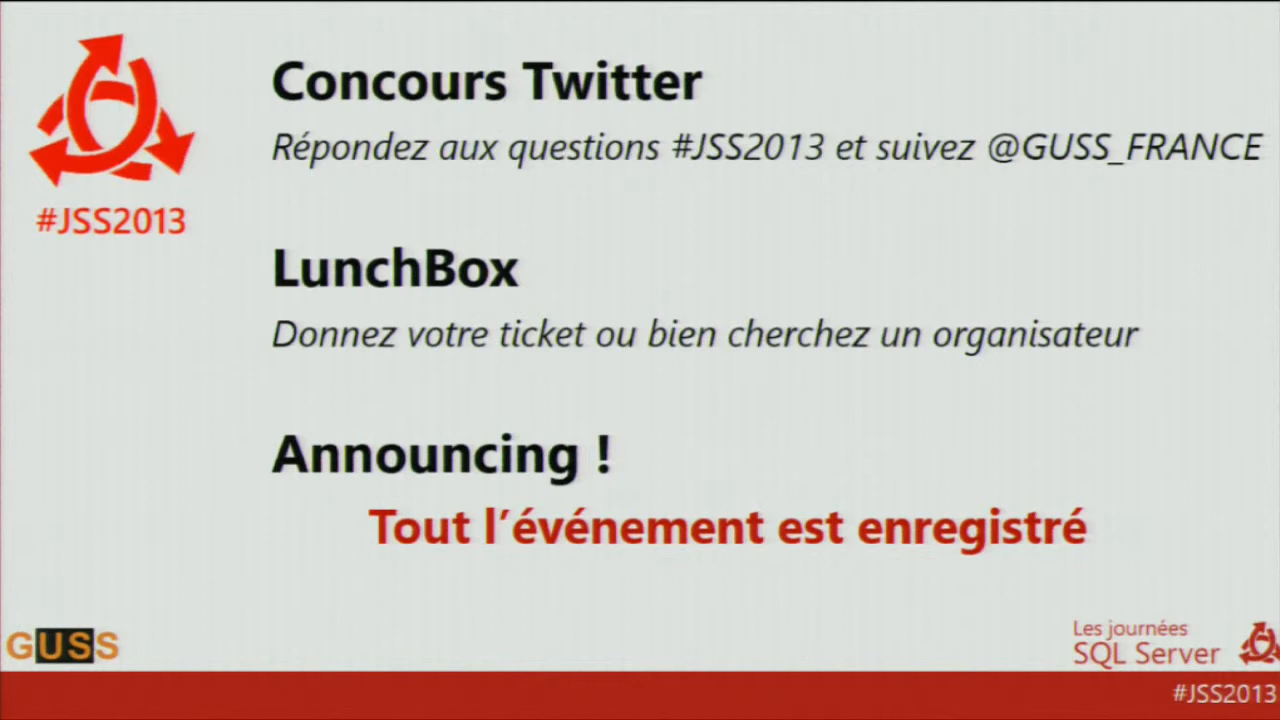 Concours Twitter
Répondez aux questions #JSS2013 et suivez @GUSS_FRANCE
#JSS2013
LunchBox
Donnez votre ticket ou bien cherchez un organisateur
Announcing !
Tout l'événement est enregistré
GUSS
Les journées
SQL Server
#JSS2013